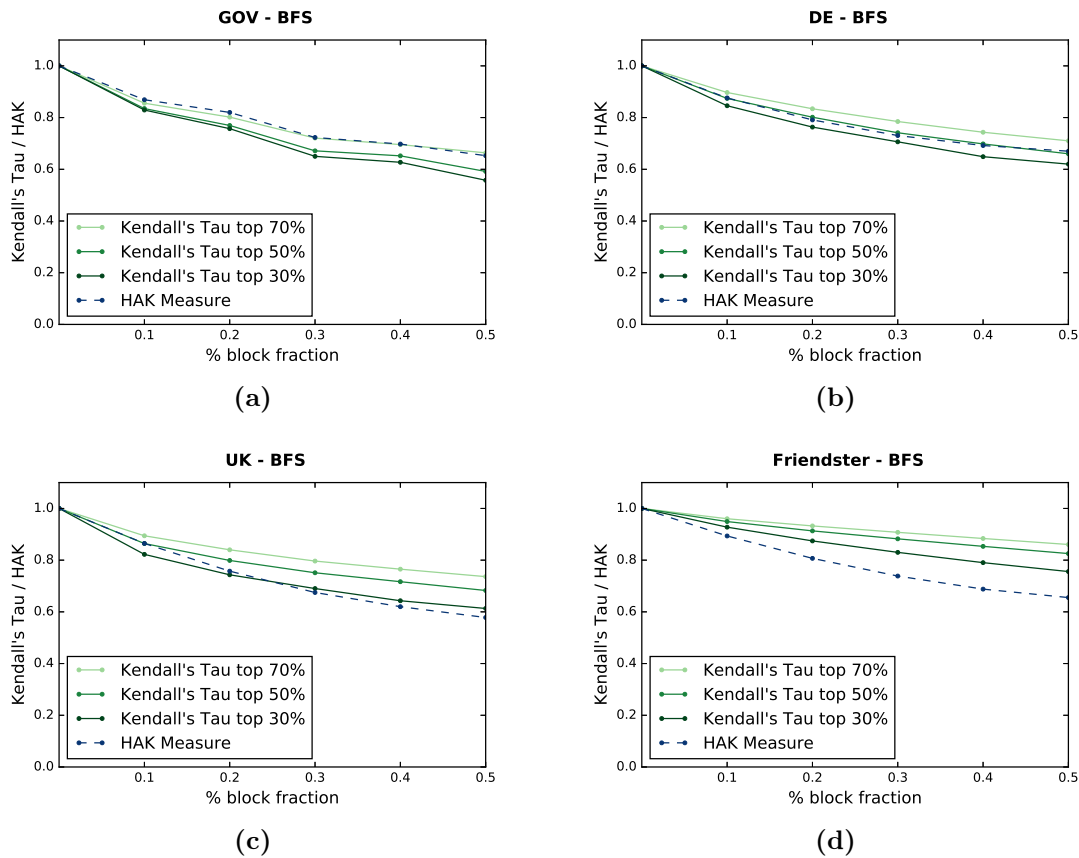 GOV - BFS
1.0
0.8
0.6
0.4
0.2
0.0
Kendall's Tau / HAK
Kendall's Tau top 70%
Kendall's Tau top 50%
Kendall's Tau top 30%
HAK Measure
0.1 0.2 0.3 0.4 0.5
% block fraction
(a)
DE - BFS
1.0
0.8
0.6
0.4
0.2
0.0
Kendall's Tau / HAK
Kendall's Tau top 70%
Kendall's Tau top 50%
Kendall's Tau top 30%
HAK Measure
0.1 0.2 0.3 0.4 0.5
% block fraction
(b)
UK - BFS
1.0
0.8
0.6
0.4
0.2
0.0
Kendall's Tau / HAK
Kendall's Tau top 70%
Kendall's Tau top 50%
Kendall's Tau top 30%
HAK Measure
0.1 0.2 0.3 0.4 0.5
% block fraction
(c)
Friendster - BFS
1.0
0.8
0.6
0.4
0.2
0.0
Kendall's Tau / HAK
Kendall's Tau top 70%
Kendall's Tau top 50%
Kendall's Tau top 30%
HAK Measure
0.1 0.2 0.3 0.4 0.5
% block fraction
(d)